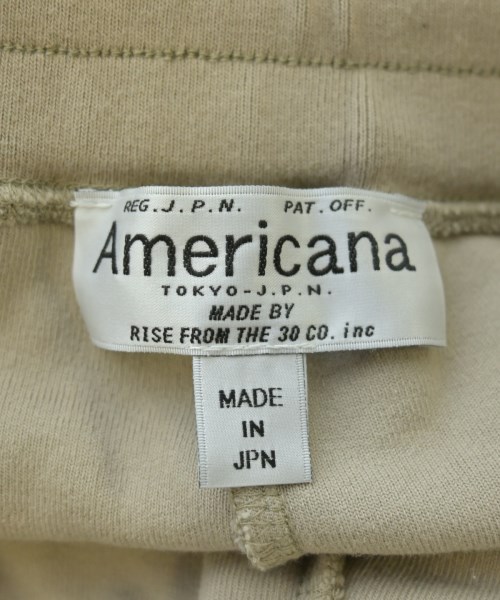 REG.J.P.N. PAT.OFF.
Americana
TOKYO-J.P.N.
MADE BY
RISE FROM THE 30 CO. inc
MADE
IN
JPN